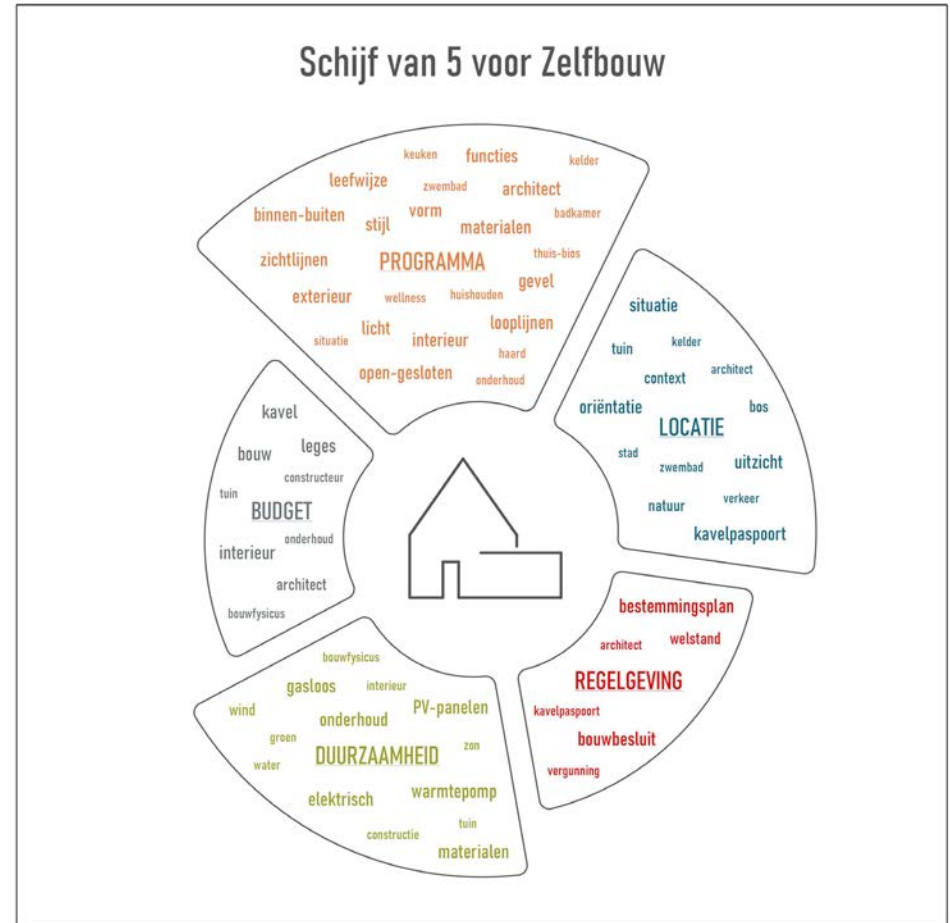 Schijf van 5 voor Zelfbouw
keuken
functies
kelder
leefwijze
zwembad
architect
binnen-buiten
stijl
vorm
materialen
badkamer
zichtlijnen
PROGRAMMA
thuis-bios
gevel
exterieur
wellness
huishouden
situatie
licht
interieur
looplijnen
haard
open-gesloten
onderhoud
situatie
tuin
kelder
context
architect
oriëntatie
bos
LOCATIE
stad
zwembad
uitzicht
natuur
verkeer
kavelpaspoort
bestemmingsplan
architect
welstand
REGELGEVING
kavelpaspoort
bouwbesluit
vergunning
bouwfysicus
gasloos
interieur
wind
onderhoud
PV-panelen
groen
zon
water
DUURZAAMHEID
elektrisch
warmtepomp
constructie
tuin
materialen
kavel
bouw
leges
constructeur
tuin
BUDGET
onderhoud
interieur
architect
bouwfysicus